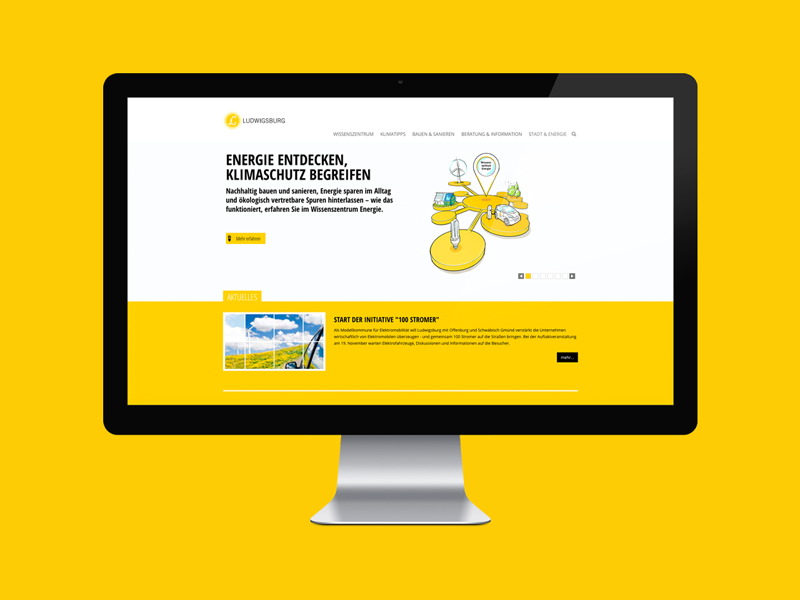 L
LUDWIGSBURG
WISSENSZENTRUM KLIMATIPPS BAUEN & SANIEREN BERATUNG & INFORMATION STADT & ENERGIE
ENERGIE ENTDECKEN,
KLIMASCHUTZ BEGREIFEN
Nachhaltig bauen und sanieren, Energie sparen im Alltag
und ökologisch vertretbare Spuren hinterlassen – wie das
funktioniert, erfahren Sie im Wissenszentrum Energie.
Mehr erfahren
Wissens-
zentrum
Energie
AKTUELLES
START DER INITIATIVE "100 STROMER"
Als Modellkommune für Elektromobilität will Ludwigsburg mit Offenburg und Schwäbisch Gmünd verstärkt die Unternehmen
wirtschaftlich von Elektromobilen überzeugen - und gemeinsam 100 Stromer auf die Straßen bringen. Bei der Auftaktveranstaltung
am 19. November warten Elektrofahrzeuge, Diskussionen und Informationen auf die Besucher.
mehr...